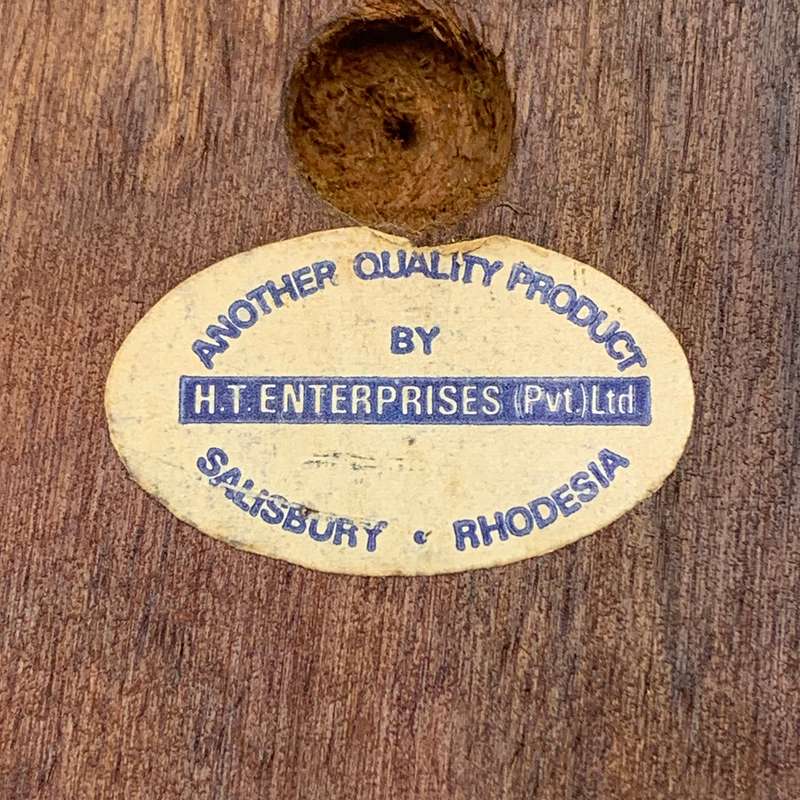 ANOTHER QUALITY PRODUCT
BY
H.T. ENTERPRISES (Pvt.) Ltd
SALISBURY • RHODESIA